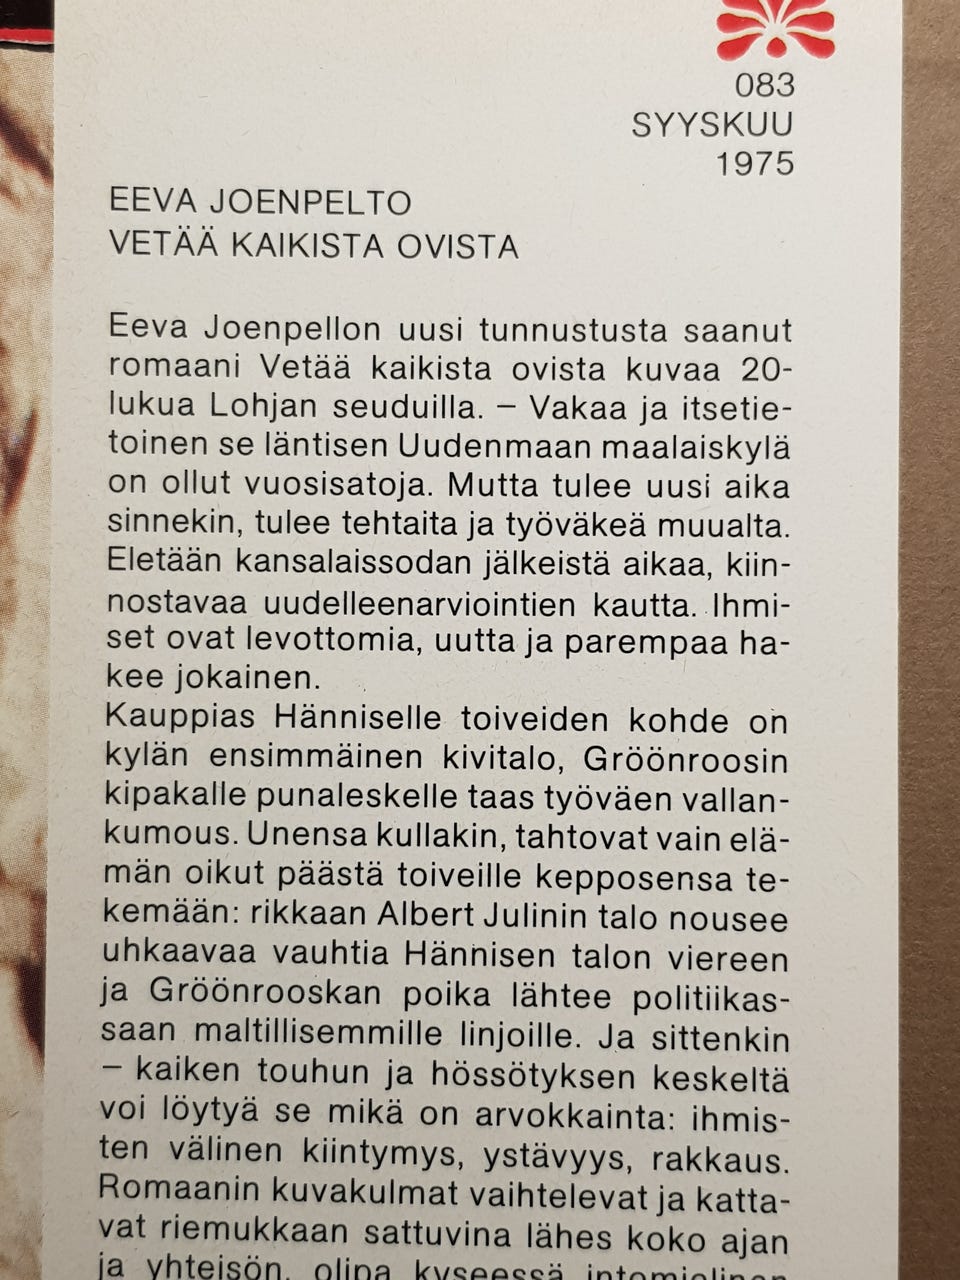 083
SYYSKUU
1975
EEVA JOENPELTO
VETÄÄ KAIKISTA OVISTA
Eeva Joenpellon uusi tunnustusta saanut
romaani Vetää kaikista ovista kuvaa 20-
lukua Lohjan seuduilla. – Vakaa ja itsetie-
toinen se läntisen Uudenmaan maalaiskylä
on ollut vuosisatoja. Mutta tulee uusi aika
sinnekin, tulee tehtaita ja työväkeä muualta.
Eletään kansalaissodan jälkeistä aikaa, kiin-
nostavaa uudelleenarviointien kautta. Ihmi-
set ovat levottomia, uutta ja parempaa ha-
kee jokainen.
Kauppias Hänniselle toiveiden kohde on
kylän ensimmäinen kivitalo, Gröönroosin
kipakalle punaleskelle taas työväen vallan-
kumous. Unensa kullakin, tahtovat vain elä-
män oikut päästä toiveille kepposensa te-
kemään: rikkaan Albert Julinin talo nousee
uhkaavaa vauhtia Hännisen talon viereen
ja Gröönrooskan poika lähtee politiikas-
saan maltillisemmille linjoille. Ja sittenkin
– kaiken touhun ja hössötyksen keskeltä
voi löytyä se mikä on arvokkainta: ihmis-
ten välinen kiintymys, ystävyys, rakkaus.
Romaanin kuvakulmat vaihtelevat ja katta-
vat riemukkaan sattuvina lähes koko ajan
ja yhteisön, olipa kyseessä intomielinen